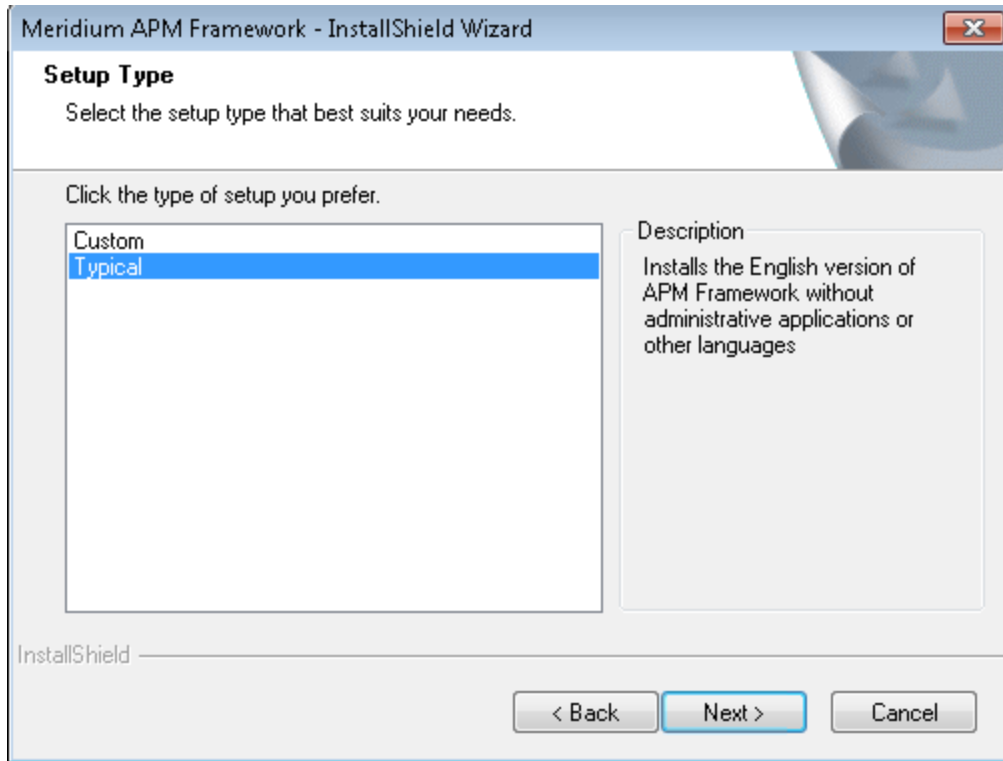 Meridium APM Framework - InstallShield Wizard
Setup Type
Select the setup type that best suits your needs.
Click the type of setup you prefer.
Custom
Typical
Description
Installs the English version of
APM Framework without
administrative applications or
other languages
InstallShield
< Back
Next >
Cancel